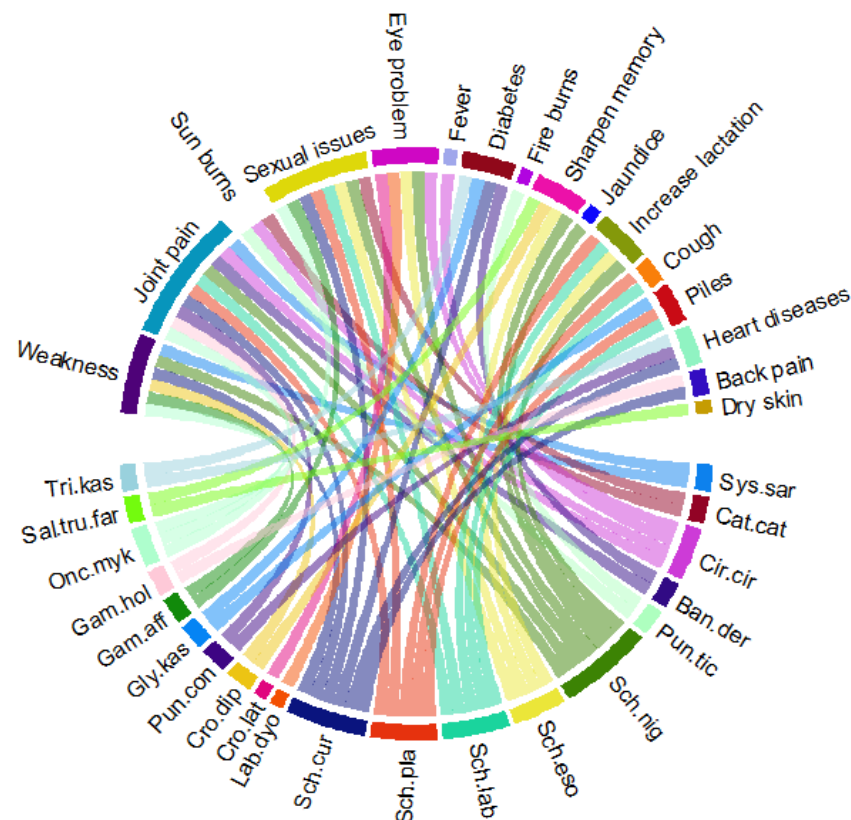 Weakness
Joint pain
Sun burns
Sexual issues
Eye problem
Fever
Diabetes
Fire burns
Sharpen memory
Jaundice
Increase lactation
Cough
Piles
Heart diseases
Back pain
Dry skin
Sys.sar
Cat.cat
Cir.cir
Ban.der
Pun.tic
Sch.nig
Sch.eso
Sch.lab
Sch.pla
Sch.cur
Lab.dyo
Cro.lat
Cro.dip
Pun.con
Gly.kas
Gam.aff
Gam.hol
Onc.myk
Sal.tru.far
Tri.kas